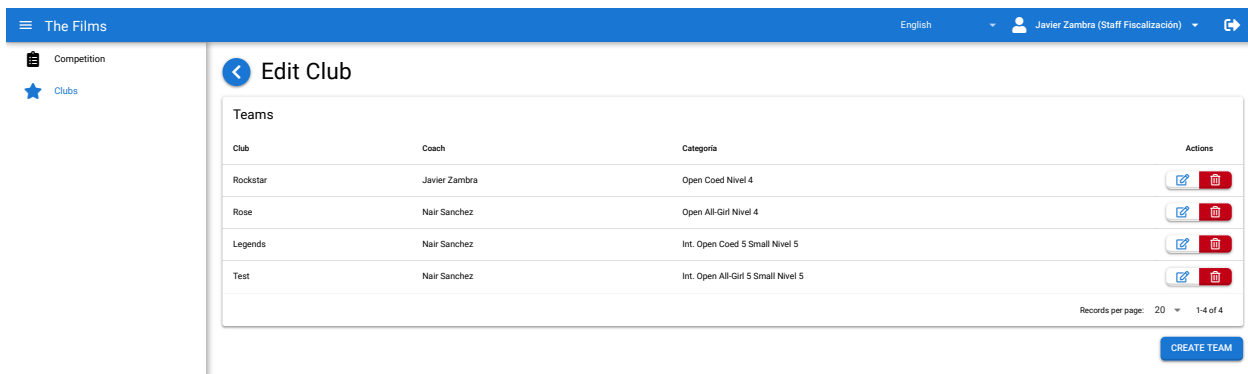 The Films English Javier Zambra (Staff Fiscalización)
Competition
Clubs
Edit Club
Teams
Club Coach Categoría Actions
Rockstar Javier Zambra Open Coed Nivel 4
Rose Nair Sanchez Open All-Girl Nivel 4
Legends Nair Sanchez Int. Open Coed 5 Small Nivel 5
Test Nair Sanchez Int. Open All-Girl 5 Small Nivel 5
Records per page: 20 1-4 of 4
CREATE TEAM